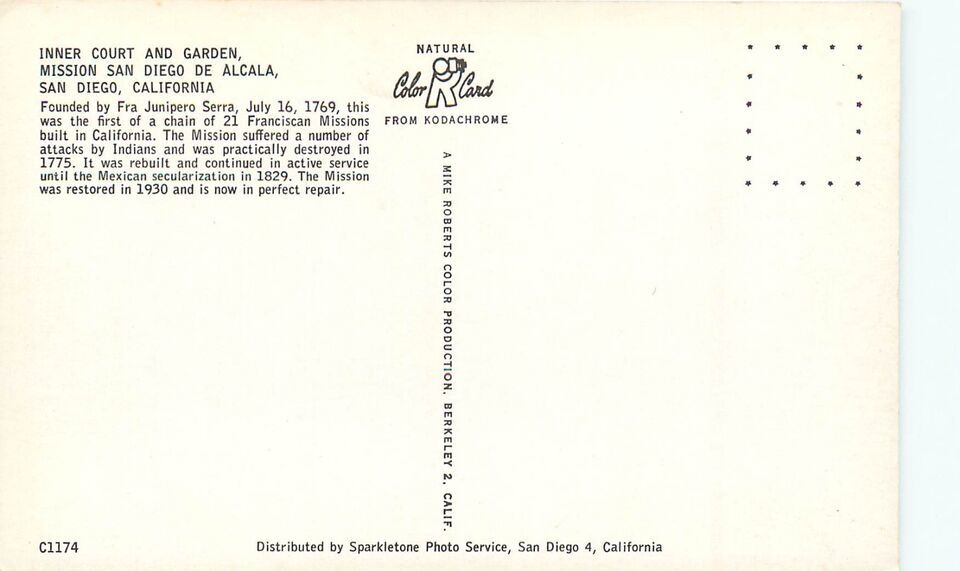 INNER COURT AND GARDEN,
MISSION SAN DIEGO DE ALCALA,
SAN DIEGO, CALIFORNIA
Founded by Fra Junipero Serra, July 16, 1769, this
was the first of a chain of 21 Franciscan Missions
built in California. The Mission suffered a number of
attacks by Indians and was practically destroyed in
1775. It was rebuilt and continued in active service
until the Mexican secularization in 1829. The Mission
was restored in 1930 and is now in perfect repair.
NATURAL
Color Card
FROM KODACHROME
A MIKE ROBERTS COLOR PRODUCTION, BERKELEY 2, CALIF.
C1174
Distributed by Sparkletone Photo Service, San Diego 4, California